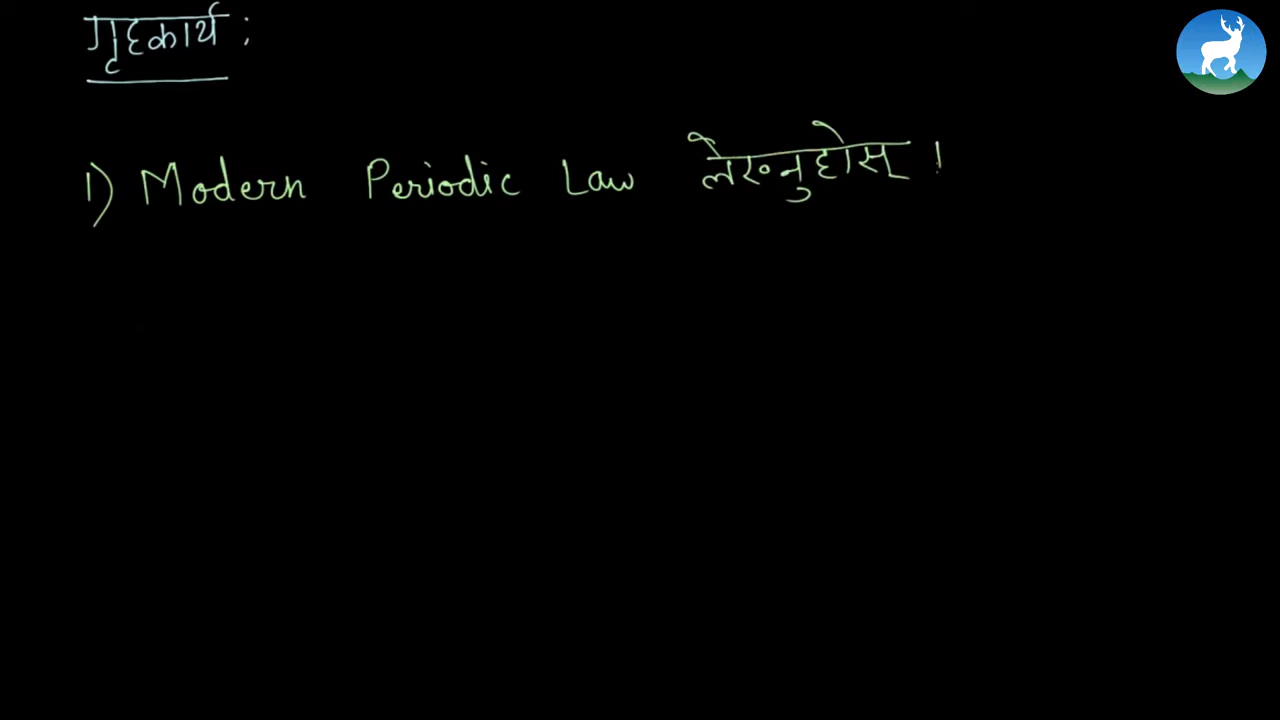 गृहकार्य :
1) Modern Periodic Law लेख्नुहोस् ।